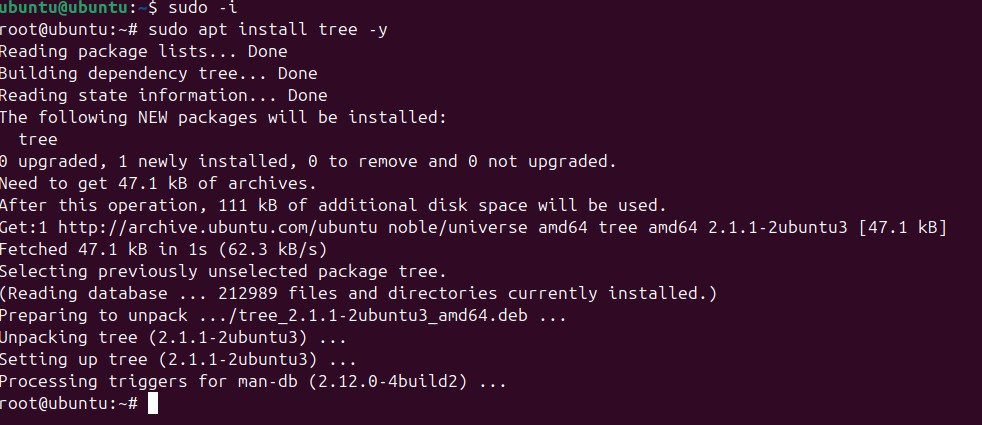 ubuntu@ubuntu:~$ sudo -i
root@ubuntu:~# sudo apt install tree -y
Reading package lists... Done
Building dependency tree... Done
Reading state information... Done
The following NEW packages will be installed:
  tree
0 upgraded, 1 newly installed, 0 to remove and 0 not upgraded.
Need to get 47.1 kB of archives.
After this operation, 111 kB of additional disk space will be used.
Get:1 http://archive.ubuntu.com/ubuntu noble/universe amd64 tree amd64 2.1.1-2ubuntu3 [47.1 kB]
Fetched 47.1 kB in 1s (62.3 kB/s)
Selecting previously unselected package tree.
(Reading database ... 212989 files and directories currently installed.)
Preparing to unpack .../tree_2.1.1-2ubuntu3_amd64.deb ...
Unpacking tree (2.1.1-2ubuntu3) ...
Setting up tree (2.1.1-2ubuntu3) ...
Processing triggers for man-db (2.12.0-4build2) ...
root@ubuntu:~#